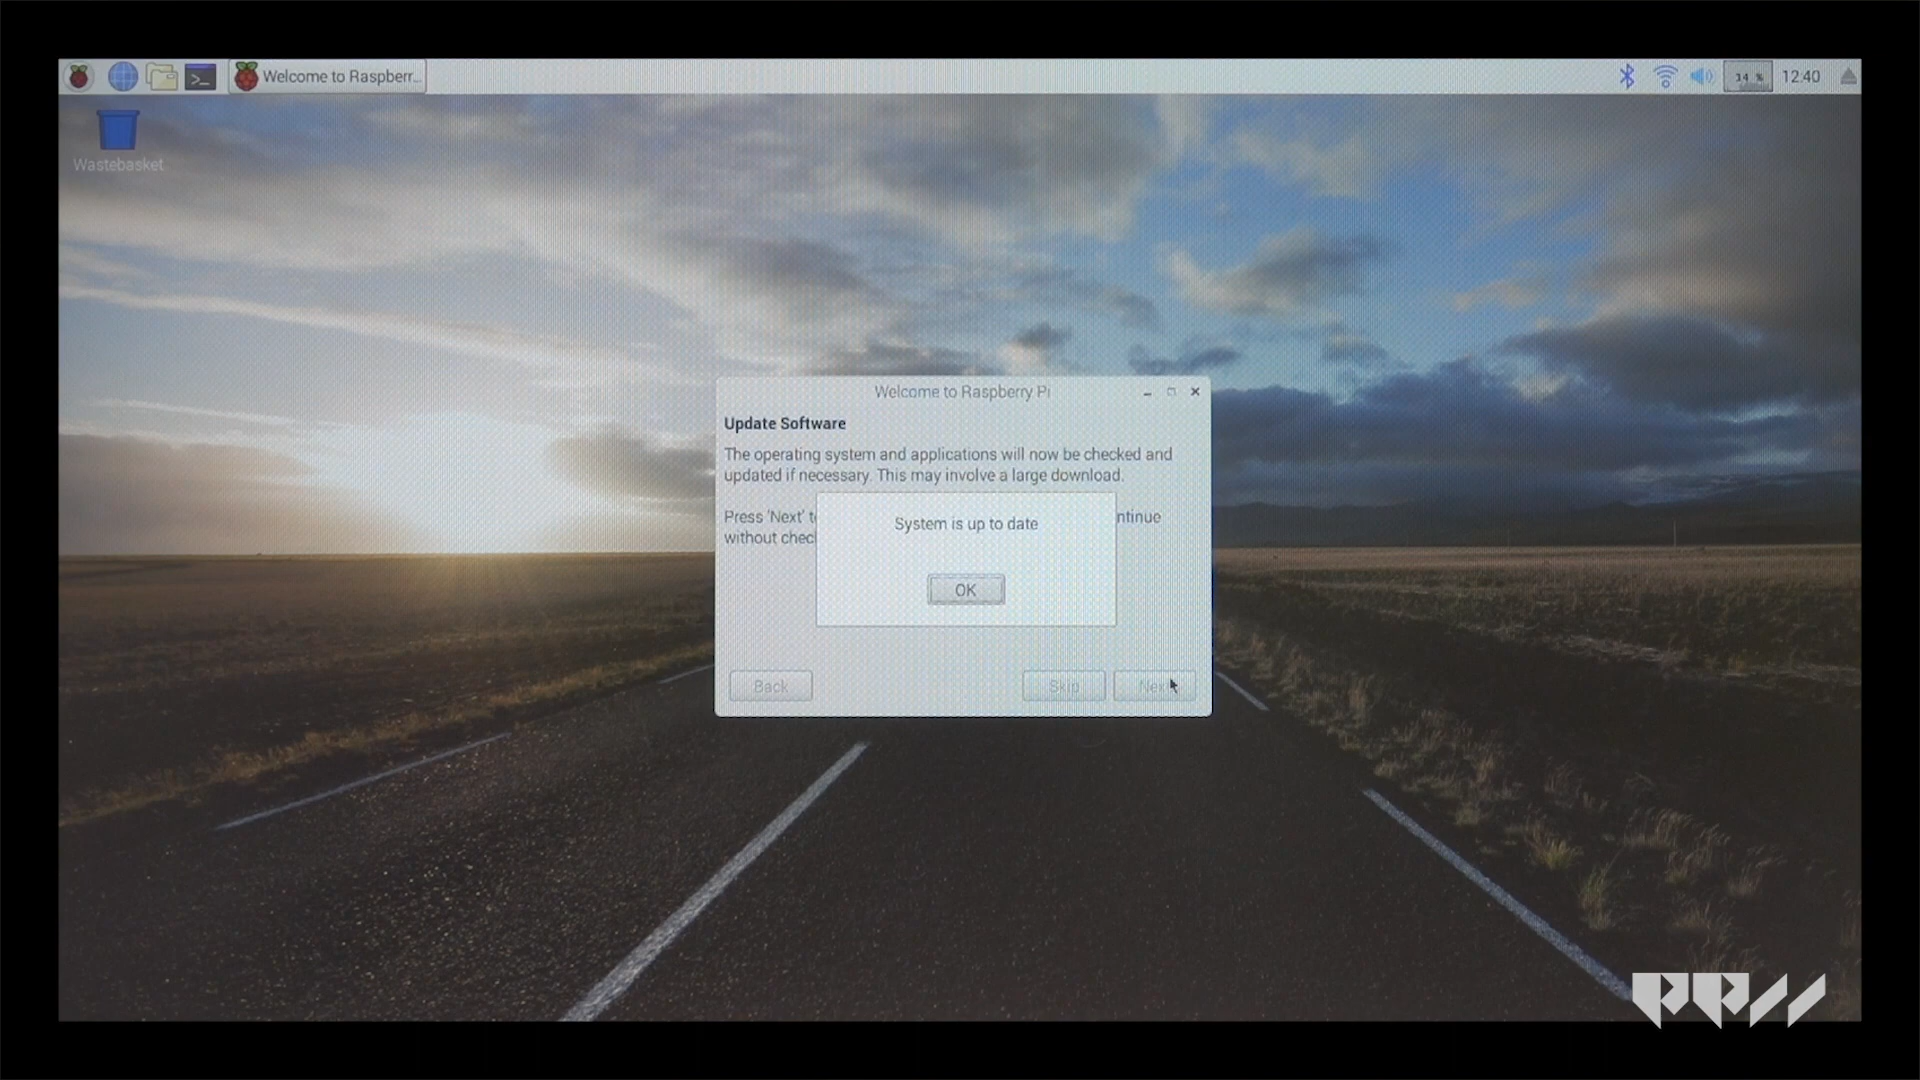 Welcome to Raspberr...
14 %
12:40
Wastebasket
Welcome to Raspberry Pi
Update Software
The operating system and applications will now be checked and
updated if necessary. This may involve a large download.
Press 'Next' t ntinue
without chec
System is up to date
OK
Back Skip Next